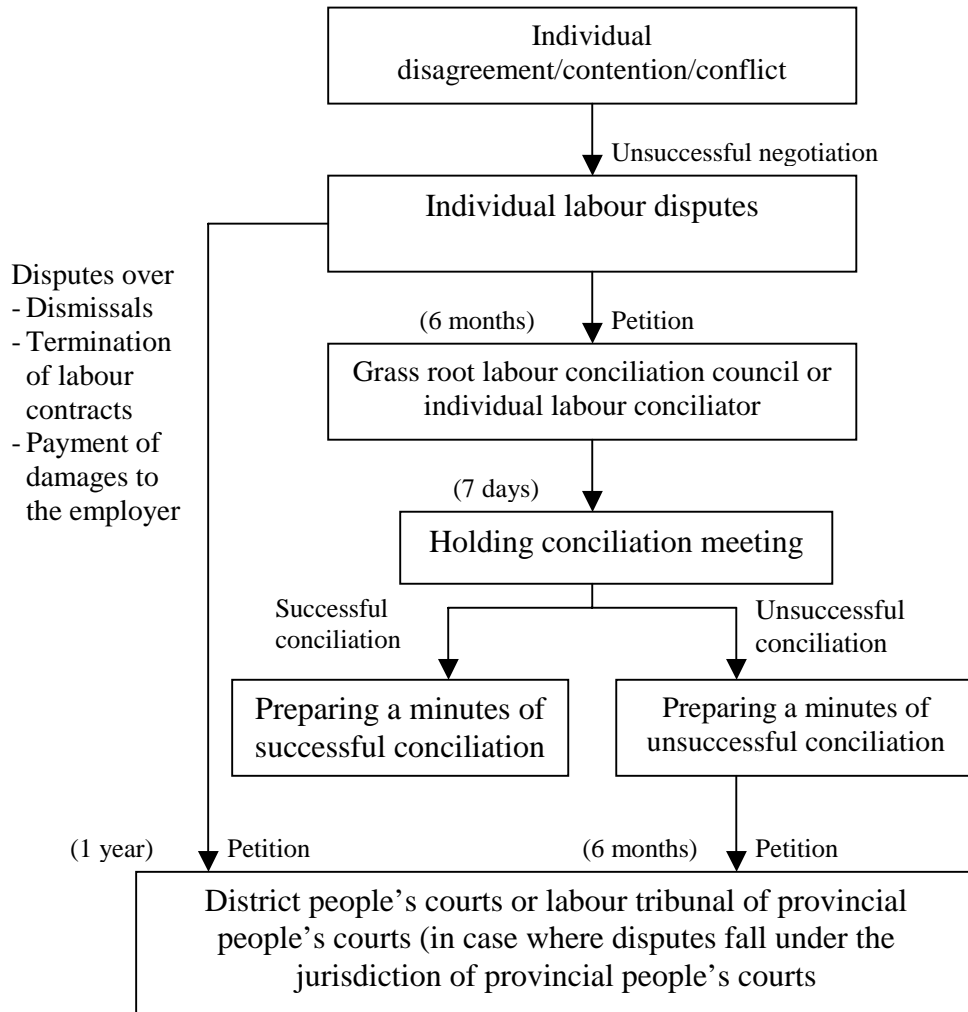 Individual
disagreement/contention/conflict
Unsuccessful negotiation
Individual labour disputes
Disputes over
- Dismissals
- Termination
of labour
contracts
- Payment of
damages to
the employer
(6 months) Petition
Grass root labour conciliation council or
individual labour conciliator
(7 days)
Holding conciliation meeting
Successful
conciliation
Unsuccessful
conciliation
Preparing a minutes of
successful conciliation
Preparing a minutes of
unsuccessful conciliation
(1 year) Petition
(6 months) Petition
District people’s courts or labour tribunal of provincial
people’s courts (in case where disputes fall under the
jurisdiction of provincial people’s courts